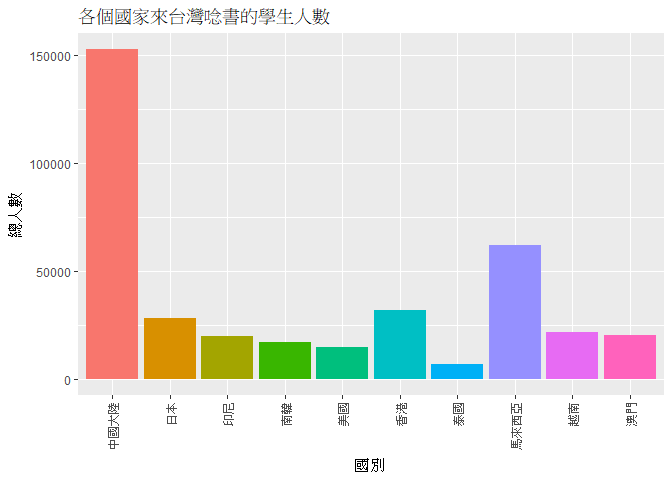 各個國家來台灣唸書的學生人數
總人數
150000
100000
50000
0
中國大陸
日本
印尼
南韓
美國
香港
泰國
馬來西亞
越南
澳門
國別